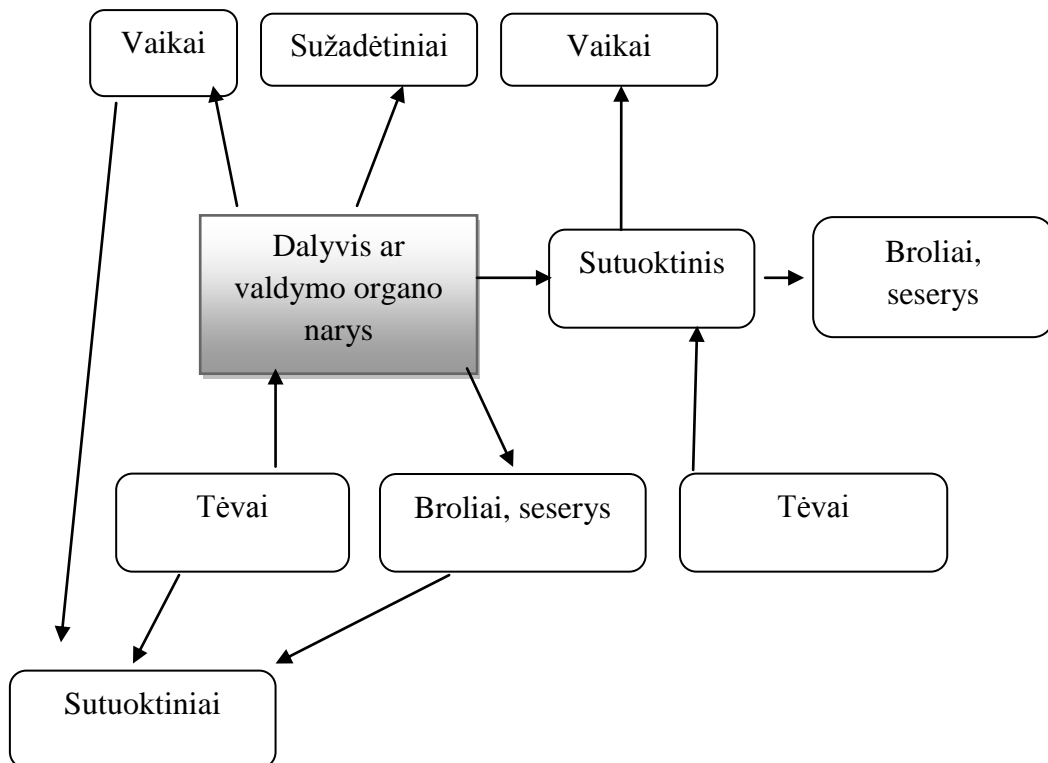 Vaikai
Sužadėtiniai
Vaikai
Dalyvis ar
valdymo organo
narys
Sutuoktinis
Broliai,
seserys
Tėvai
Broliai, seserys
Tėvai
Sutuoktiniai